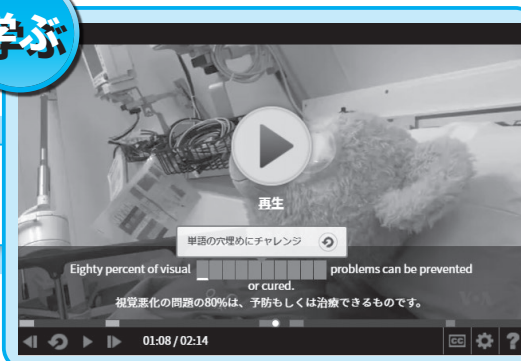 学ぶ
再生
単語の穴埋めにチャレンジ
Eighty percent of visual problems can be prevented
or cured.
視覚悪化の問題の80%は、予防もしくは治療できるものです。
01:08 / 02:14
CC
?